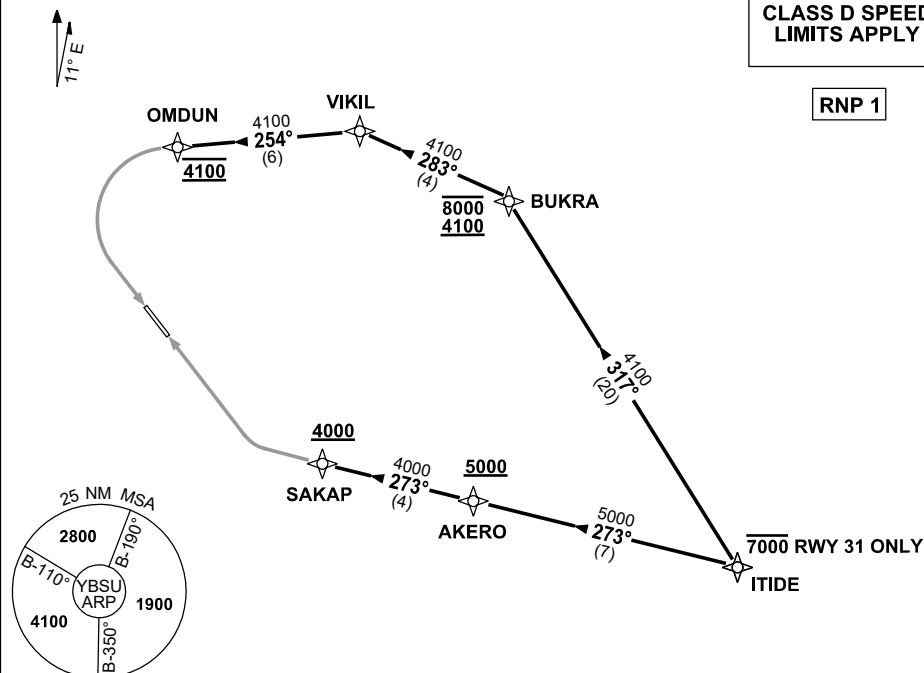 CLASS D SPEED
LIMITS APPLY
RNP 1
11° E
OMDUN
4100
4100
254°
(6)
VIKIL
4100
283°
(4)
8000
4100
BUKRA
4100
317°
(20)
4000
SAKAP
4000
273°
(4)
5000
AKERO
5000
273°
(7)
7000 RWY 31 ONLY
ITIDE
25 NM MSA
2800
B-190°
B-110°
YBSU
ARP
1900
4100
B-350°